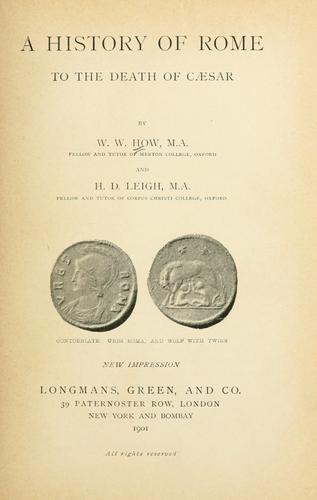 A HISTORY OF ROME
TO THE DEATH OF CÆSAR
BY
W. W. HOW, M.A.
FELLOW AND TUTOR OF MERTON COLLEGE, OXFORD
AND
H. D. LEIGH, M.A.
FELLOW AND TUTOR OF CORPUS CHRISTI COLLEGE, OXFORD
VRBS ROMA
CONTORNIATE. URBS ROMA, AND WOLF WITH TWINS
NEW IMPRESSION
LONGMANS, GREEN, AND CO.
39 PATERNOSTER ROW, LONDON
NEW YORK AND BOMBAY
1901
All rights reserved